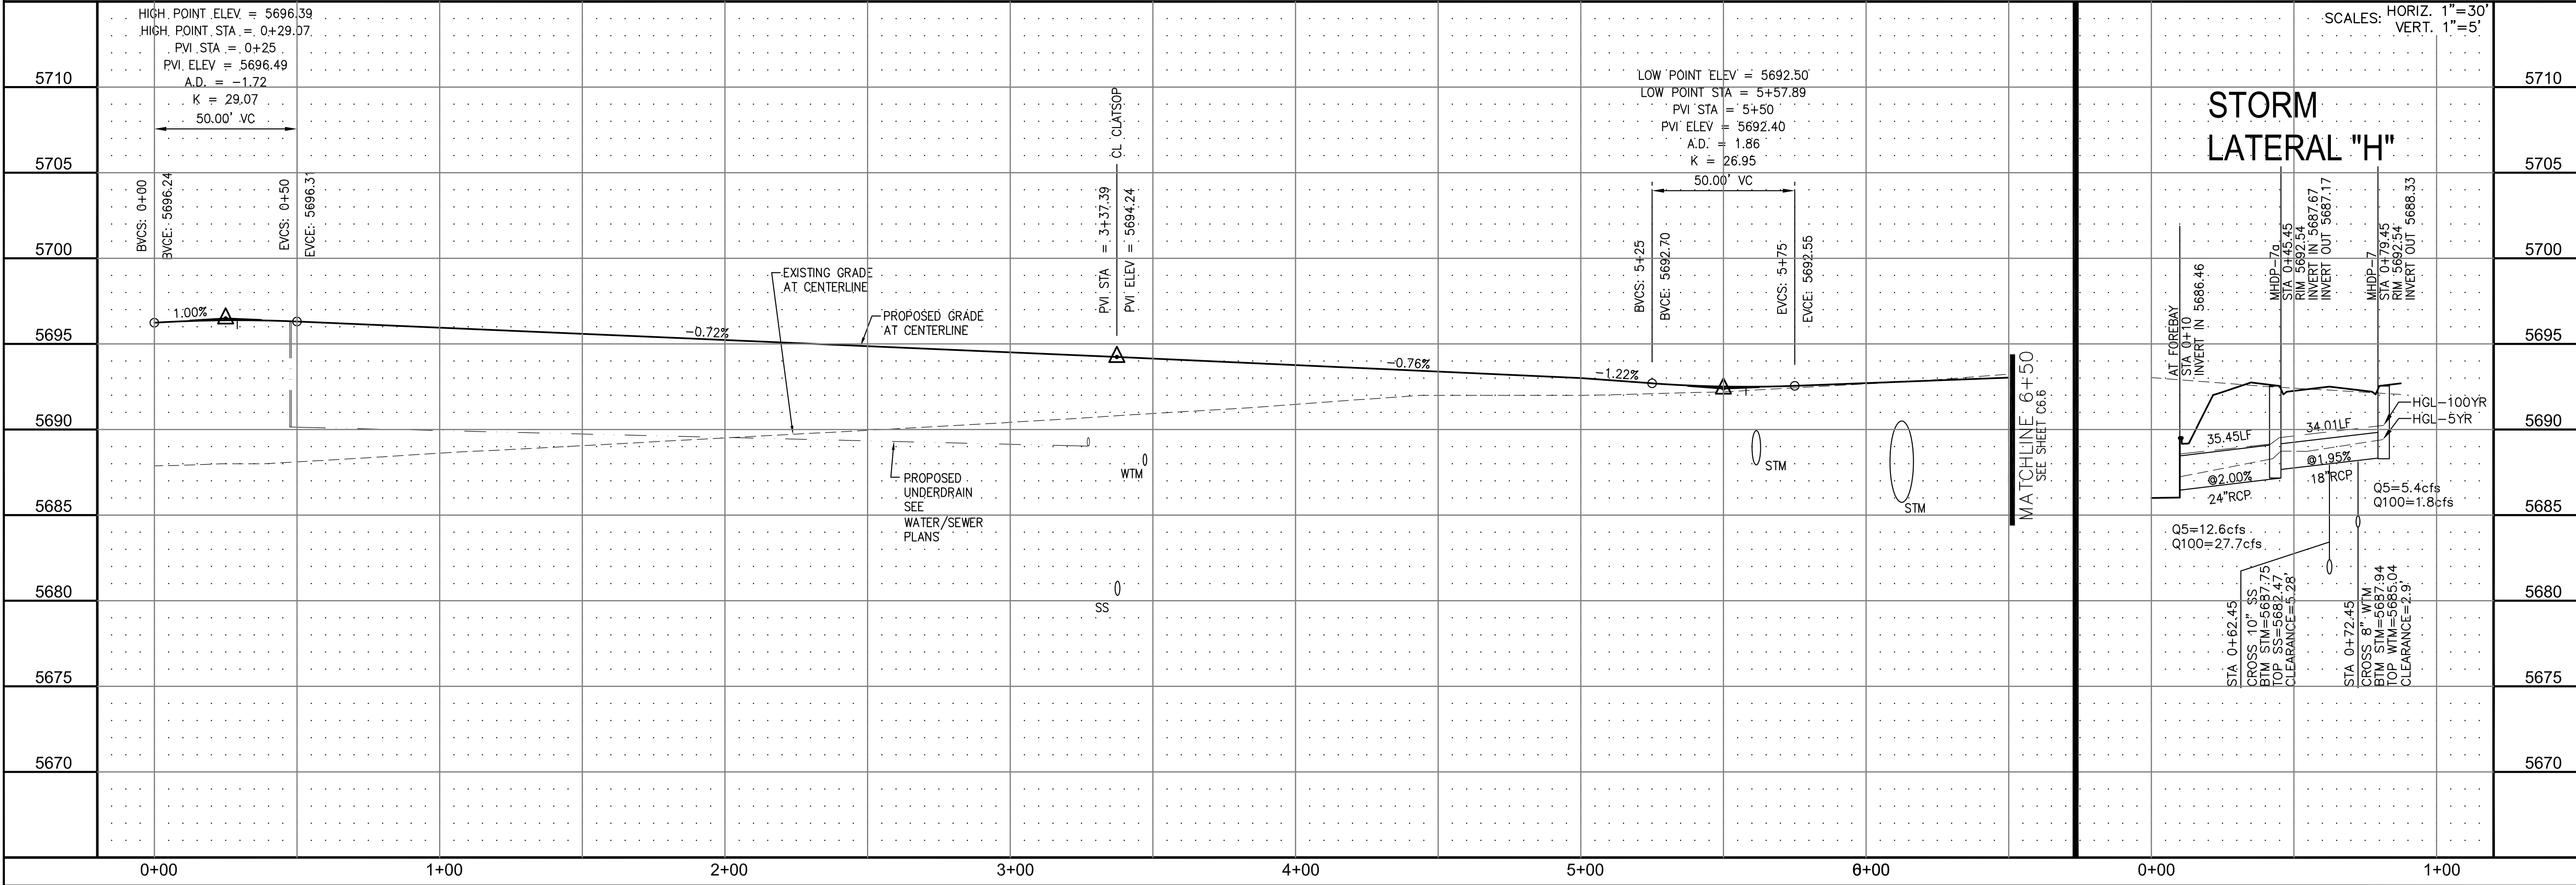 HIGH POINT ELEV = 5696.39
HIGH POINT STA = 0+29.07
PVI STA = 0+25
PVI ELEV = 5696.49
A.D. = -1.72
K = 29.07
50.00' VC
BVCS: 0+00
BVCE: 5696.24
EVCS: 0+50
EVCE: 5696.31
1.00%
-0.72%
EXISTING GRADE
AT CENTERLINE
PROPOSED GRADE
AT CENTERLINE
PROPOSED
UNDERDRAIN
SEE
WATER/SEWER
PLANS
CL CLATSOP
PVI STA = 3+37.39
PVI ELEV = 5694.24
WTM
SS
-0.76%
-1.22%
LOW POINT ELEV = 5692.50
LOW POINT STA = 5+57.89
PVI STA = 5+50
PVI ELEV = 5692.40
A.D. = 1.86
K = 26.95
50.00' VC
BVCS: 5+25
BVCE: 5692.70
EVCS: 5+75
EVCE: 5692.55
STM
STM
MATCHLINE 6+50
SEE SHEET C6.6
SCALES: HORIZ. 1"=30'
VERT. 1"=5'
STORM
LATERAL "H"
AT FOREBAY
STA 0+10
INVERT IN 5686.46
MHDP-7a
STA 0+45.45
RIM 5692.54
INVERT IN 5687.67
INVERT OUT 5687.17
MHDP-7
STA 0+79.45
RIM 5692.54
INVERT OUT 5688.33
HGL-100YR
HGL-5YR
35.45LF
34.01LF
@2.00%
24"RCP
@1.95%
18"RCP
Q5=5.4cfs
Q100=1.8cfs
Q5=12.6cfs
Q100=27.7cfs
STA 0+62.45
CROSS 10" SS
BTM STM=5687.75
TOP SS=5682.47
CLEARANCE=5.28'
STA 0+72.45
CROSS 8" WTM
BTM STM=5687.94
TOP WTM=5685.04
CLEARANCE=2.9'
5710
5705
5700
5695
5690
5685
5680
5675
5670
5710
5705
5700
5695
5690
5685
5680
5675
5670
0+00
1+00
2+00
3+00
4+00
5+00
6+00
0+00
1+00